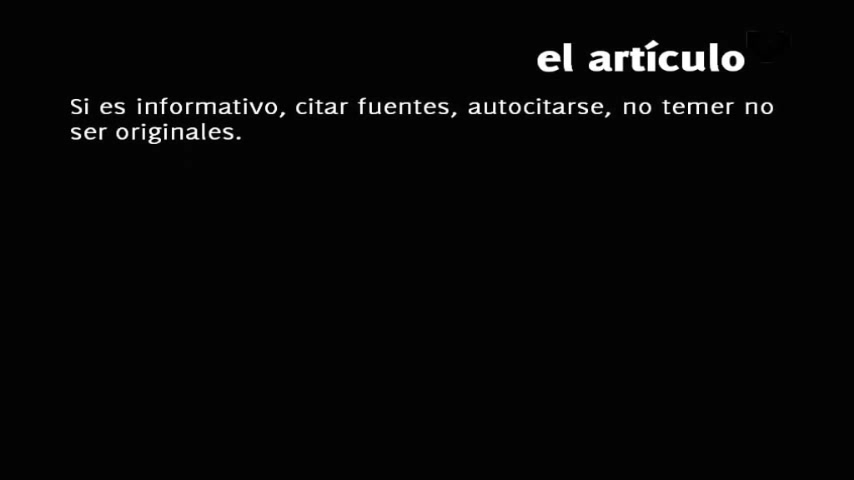 el artículo
Si es informativo, citar fuentes, autocitarse, no temer no
ser originales.